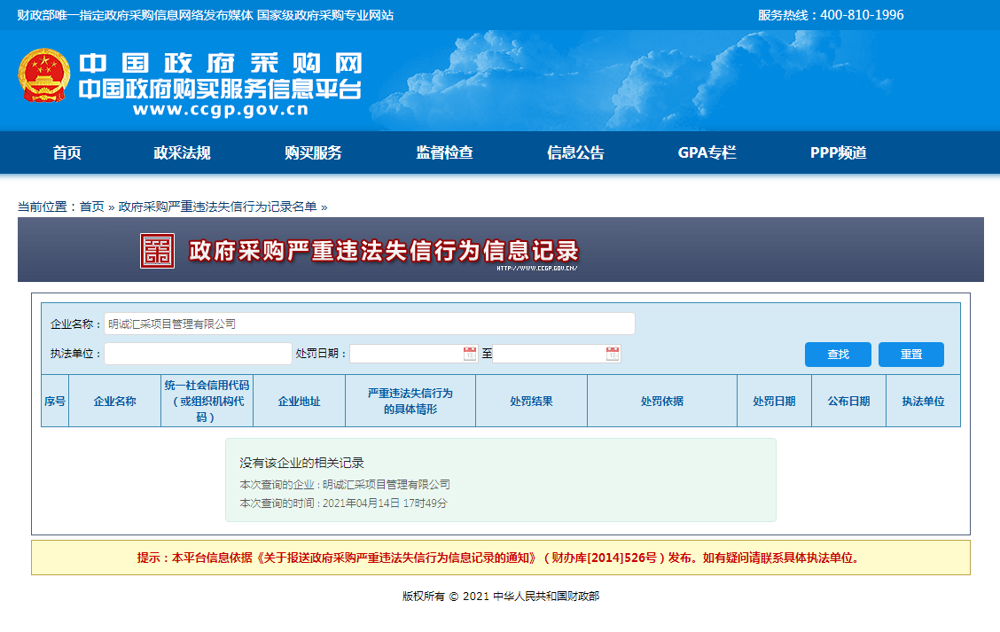 财政部唯一指定政府采购信息网络发布媒体 国家级政府采购专业网站
服务热线：400-810-1996
中国政府采购网
中国政府购买服务信息平台
www.ccgp.gov.cn
首页 政采法规 购买服务 监督检查 信息公告 GPA专栏 PPP频道
当前位置：首页 » 政府采购严重违法失信行为记录名单 »
政府采购严重违法失信行为信息记录
HTTP://WWW.CCGP.GOV.CN/
企业名称：明诚汇采项目管理有限公司
执法单位： 处罚日期： 至 查找 重置
序号 企业名称 统一社会信用代码（或组织机构代码） 企业地址 严重违法失信行为的具体情形 处罚结果 处罚依据 处罚日期 公布日期 执法单位
没有该企业的相关记录
本次查询的企业 : 明诚汇采项目管理有限公司
本次查询的时间 : 2021年04月14日 17时49分
提示：本平台信息依据《关于报送政府采购严重违法失信行为信息记录的通知》（财办库[2014]526号）发布。如有疑问请联系具体执法单位。
版权所有 © 2021 中华人民共和国财政部